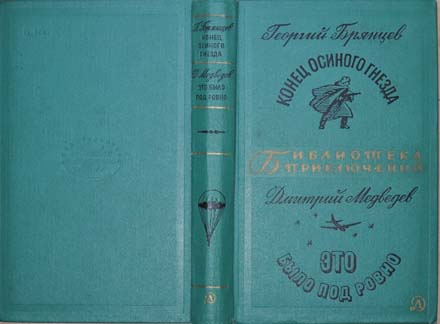 Г. Брянцев
КОНЕЦ
ОСИНОГО
ГНЕЗДА
Д. Медведев
ЭТО БЫЛО
ПОД РОВНО
Георгий Брянцев
КОНЕЦ ОСИНОГО ГНЕЗДА
БИБЛИОТЕКА
ПРИКЛЮЧЕНИЙ
Дмитрий Медведев
ЭТО
БЫЛО ПОД РОВНО